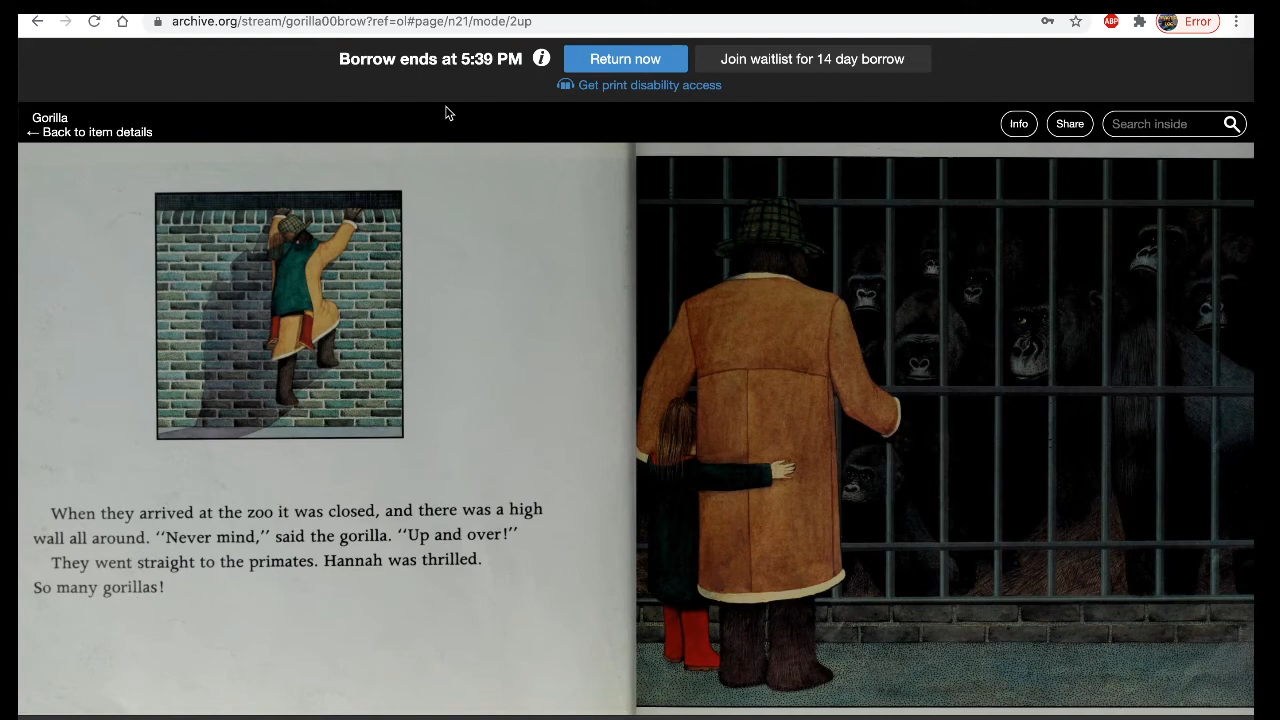 archive.org/stream/gorilla00brow?ref=ol#page/n21/mode/2up
ABP
Error
Borrow ends at 5:39 PM
Return now
Join waitlist for 14 day borrow
Get print disability access
Gorilla
← Back to item details
Info
Share
Search inside
When they arrived at the zoo it was closed, and there was a high
wall all around. “Never mind,” said the gorilla. “Up and over!”
They went straight to the primates. Hannah was thrilled.
So many gorillas!